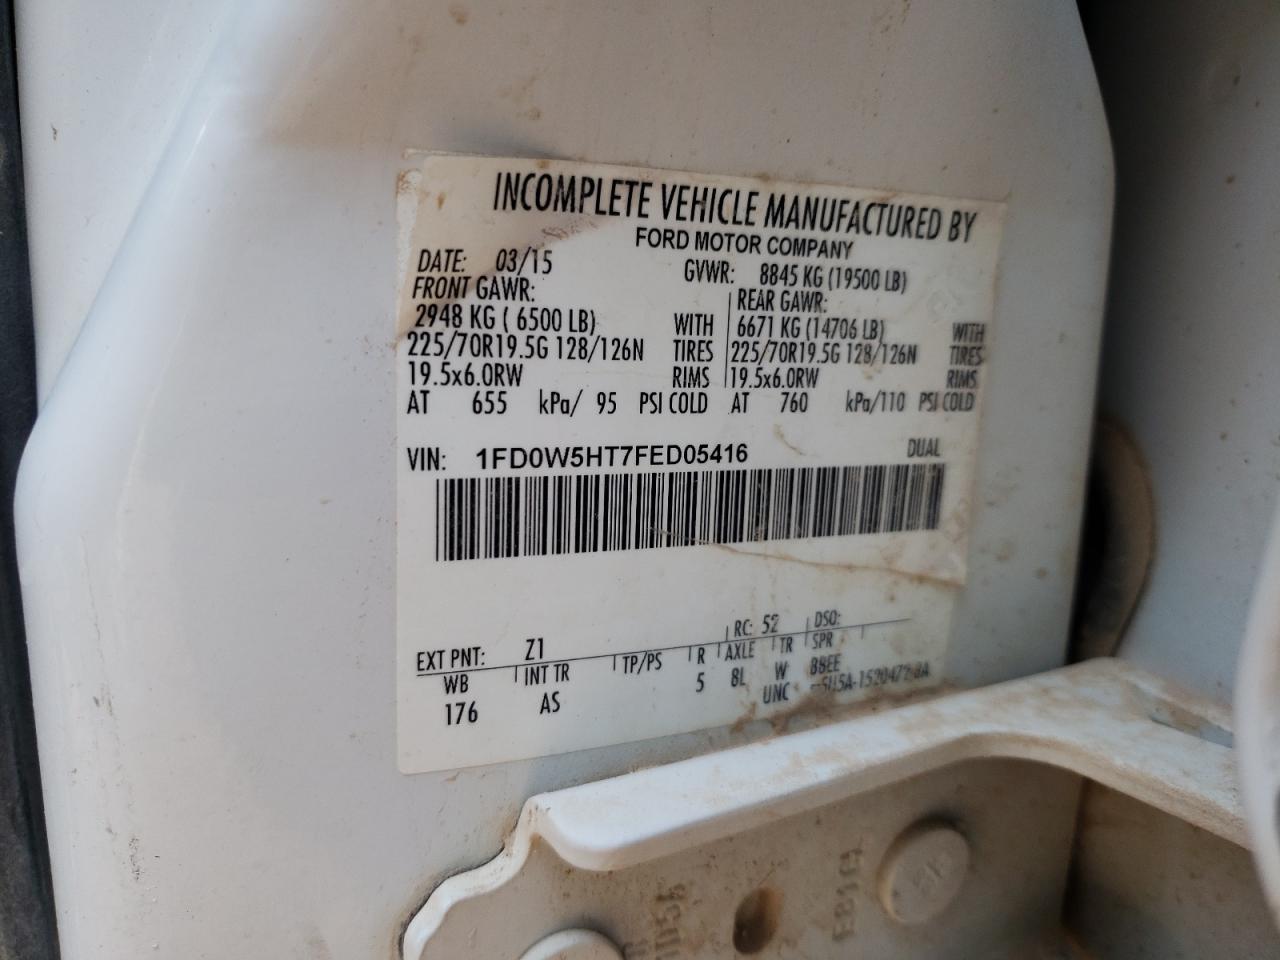 INCOMPLETE VEHICLE MANUFACTURED BY
FORD MOTOR COMPANY
DATE: 03/15 GVWR: 8845 KG (19500 LB)
FRONT GAWR: REAR GAWR:
2948 KG ( 6500 LB) WITH 6671 KG (14706 LB) WITH
225/70R19.5G 128/126N TIRES 225/70R19.5G 128/126N TIRES
19.5x6.0RW RIMS 19.5x6.0RW RIMS
AT 655 kPa/ 95 PSI COLD AT 760 kPa/110 PSI COLD
VIN: 1FD0W5HT7FED05416 DUAL
EXT PNT: Z1 RC: 52 DSO:
WB INT TR TP/PS R AXLE TR SPR
176 AS 5 8L W BBEE
UNC